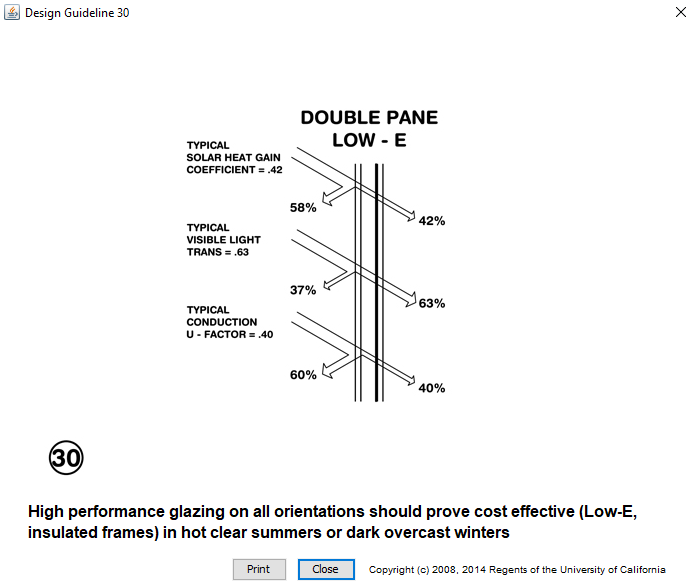 Design Guideline 30
DOUBLE PANE
LOW - E
TYPICAL
SOLAR HEAT GAIN
COEFFICIENT = .42
58%
42%
TYPICAL
VISIBLE LIGHT
TRANS = .63
37%
63%
TYPICAL
CONDUCTION
U - FACTOR = .40
60%
40%
30
High performance glazing on all orientations should prove cost effective (Low-E,
insulated frames) in hot clear summers or dark overcast winters
Print
Close
Copyright (c) 2008, 2014 Regents of the University of California